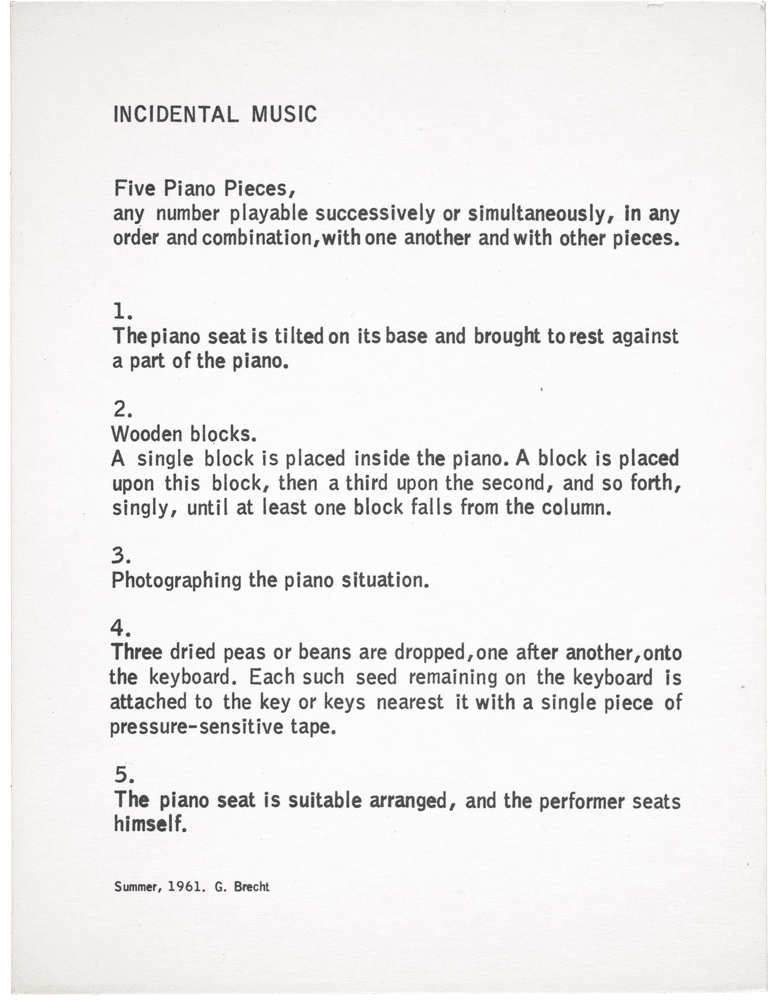 INCIDENTAL MUSIC
Five Piano Pieces,
any number playable successively or simultaneously, in any
order and combination, with one another and with other pieces.
1.
The piano seat is tilted on its base and brought to rest against
a part of the piano.
2.
Wooden blocks.
A single block is placed inside the piano. A block is placed
upon this block, then a third upon the second, and so forth,
singly, until at least one block falls from the column.
3.
Photographing the piano situation.
4.
Three dried peas or beans are dropped, one after another, onto
the keyboard. Each such seed remaining on the keyboard is
attached to the key or keys nearest it with a single piece of
pressure-sensitive tape.
5.
The piano seat is suitable arranged, and the performer seats
himself.
Summer, 1961. G. Brecht